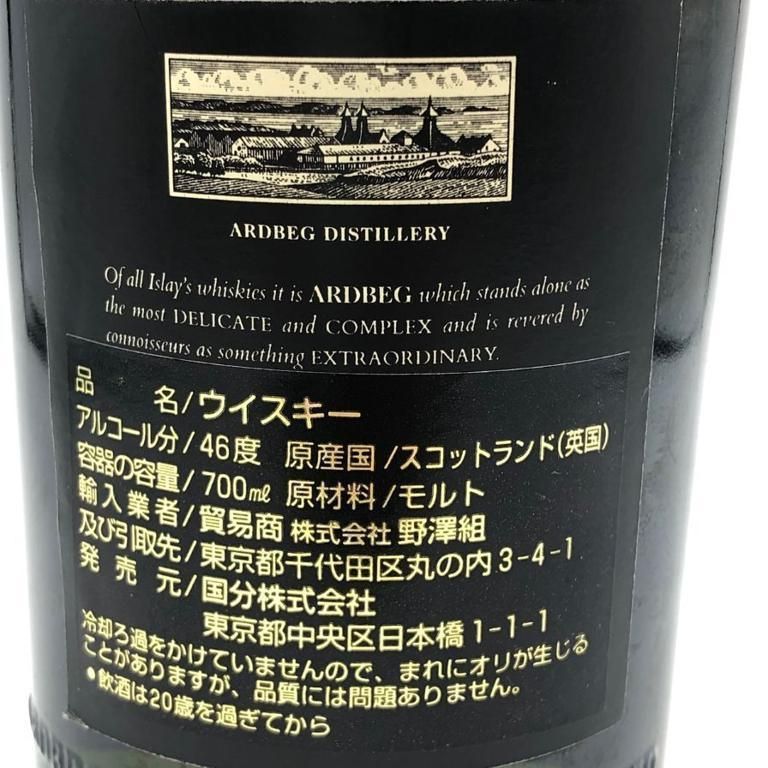 ARDBEG DISTILLERY
Of all Islay's whiskies it is ARDBEG which stands alone as
the most DELICATE and COMPLEX and is revered by
connoisseurs as something EXTRAORDINARY.
品 名/ウイスキー
アルコール分/46度 原産国/スコットランド(英国)
容器の容量/700ml 原材料/モルト
輸入業者/貿易商 株式会社 野澤組
及び引取先/東京都千代田区丸の内3-4-1
発売元/国分株式会社
東京都中央区日本橋1-1-1
冷却ろ過をかけていませんので、まれにオリが生じる
ことがありますが、品質には問題ありません。
•飲酒は20歳を過ぎてから